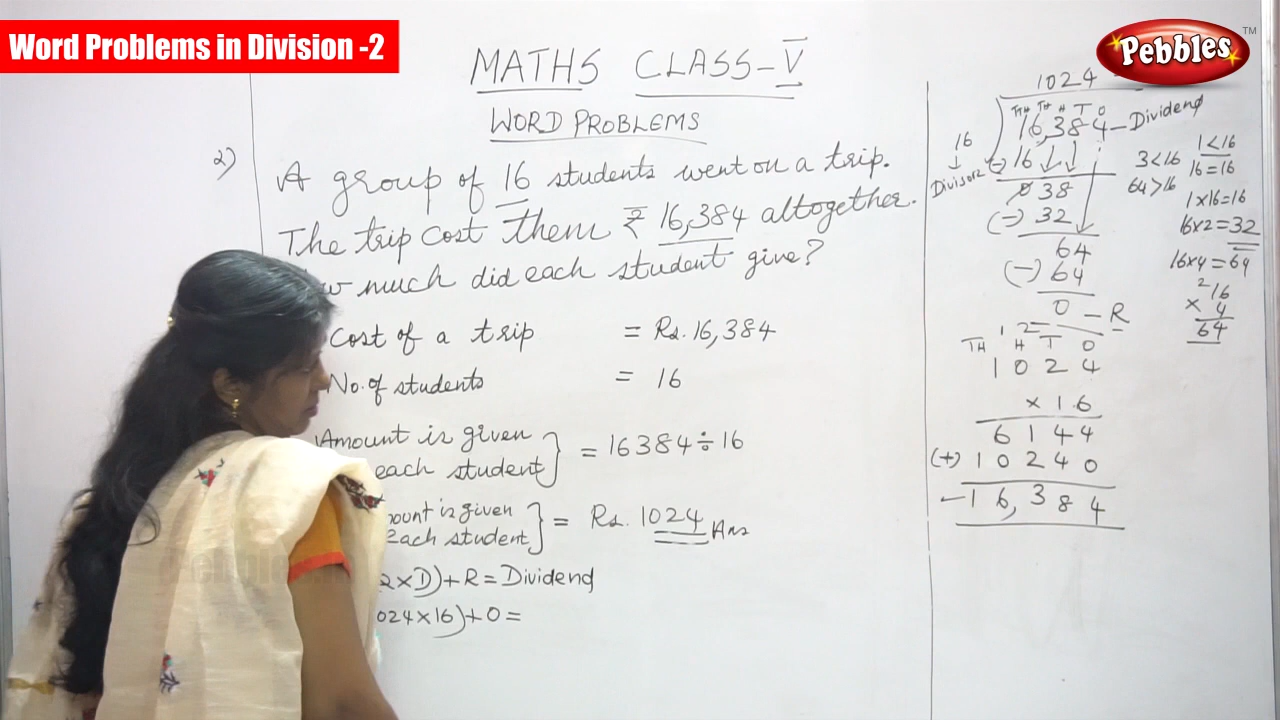 Word Problems in Division -2
Pebbles
TM
MATHS CLASS-V
WORD PROBLEMS
2)
A group of 16 students went on a trip.
The trip cost them ₹ 16,384 altogether.
much did each student give?
Cost of a trip = Rs. 16,384
No. of students = 16
Amount is given
each student} = 16384÷16
is given
each student} = Rs. 1024 Ans
×D)+R=Dividend
024×16)+0=
1024
TTH TH H T O
16 16,384-Dividend
↓
Divisor
(-) 16↓↓
038
(-) 32
64
(-) 64
0 - R
1<16
3<16 16=16
64>16
1×16=16
16×2=32
16×4=64
2
16
× 4
64
1 2
TH H T O
1 0 2 4
× 1 6
6 1 4 4
(+) 1 0 2 4 0
-1 6,3 8 4